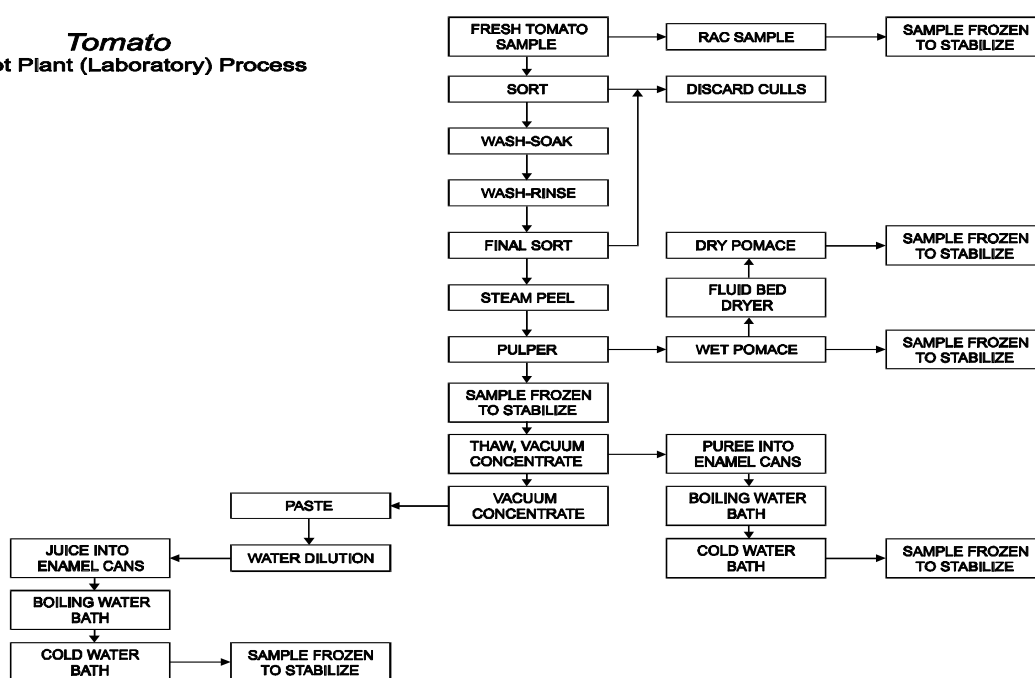 Tomato
ot Plant (Laboratory) Process
FRESH TOMATO
SAMPLE
RAC SAMPLE
SAMPLE FROZEN
TO STABILIZE
SORT
DISCARD CULLS
WASH-SOAK
WASH-RINSE
FINAL SORT
DRY POMACE
SAMPLE FROZEN
TO STABILIZE
STEAM PEEL
FLUID BED
DRYER
PULPER
WET POMACE
SAMPLE FROZEN
TO STABILIZE
SAMPLE FROZEN
TO STABILIZE
THAW, VACUUM
CONCENTRATE
PUREE INTO
ENAMEL CANS
PASTE
VACUUM
CONCENTRATE
BOILING WATER
BATH
JUICE INTO
ENAMEL CANS
WATER DILUTION
COLD WATER
BATH
SAMPLE FROZEN
TO STABILIZE
BOILING WATER
BATH
COLD WATER
BATH
SAMPLE FROZEN
TO STABILIZE